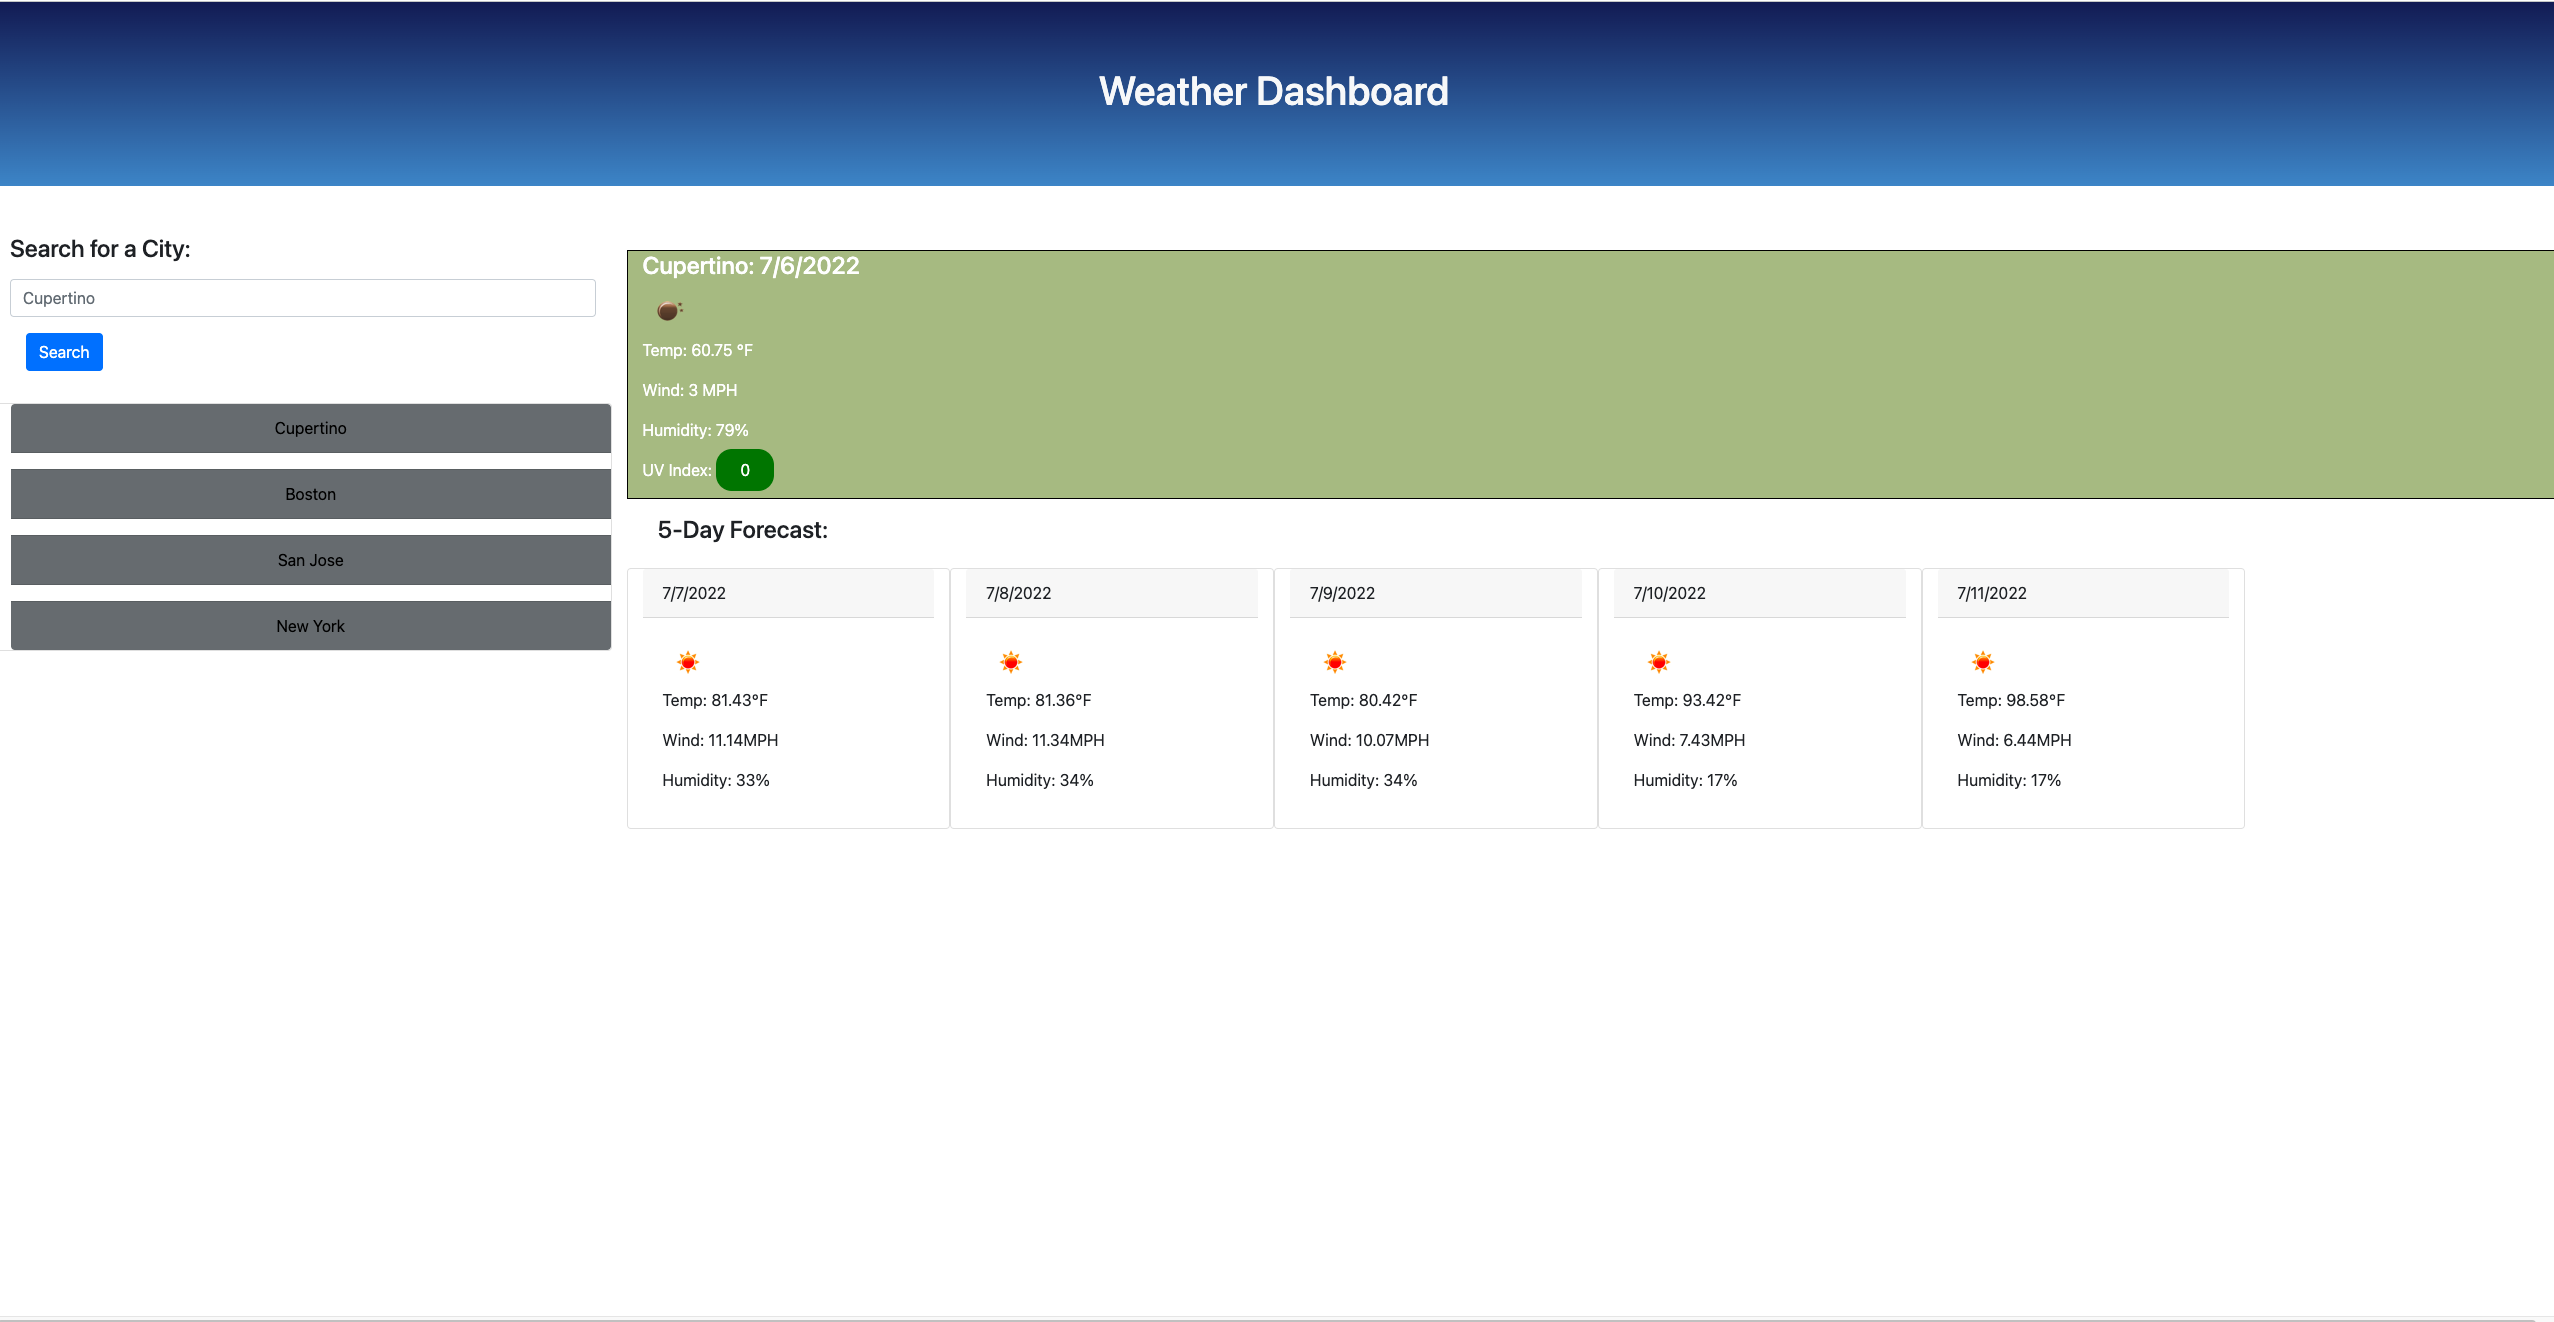 Weather Dashboard
Search for a City:
Cupertino
Search
Cupertino
Boston
San Jose
New York
Cupertino: 7/6/2022
Temp: 60.75 °F
Wind: 3 MPH
Humidity: 79%
UV Index: 0
5-Day Forecast:
7/7/2022
Temp: 81.43°F
Wind: 11.14MPH
Humidity: 33%
7/8/2022
Temp: 81.36°F
Wind: 11.34MPH
Humidity: 34%
7/9/2022
Temp: 80.42°F
Wind: 10.07MPH
Humidity: 34%
7/10/2022
Temp: 93.42°F
Wind: 7.43MPH
Humidity: 17%
7/11/2022
Temp: 98.58°F
Wind: 6.44MPH
Humidity: 17%